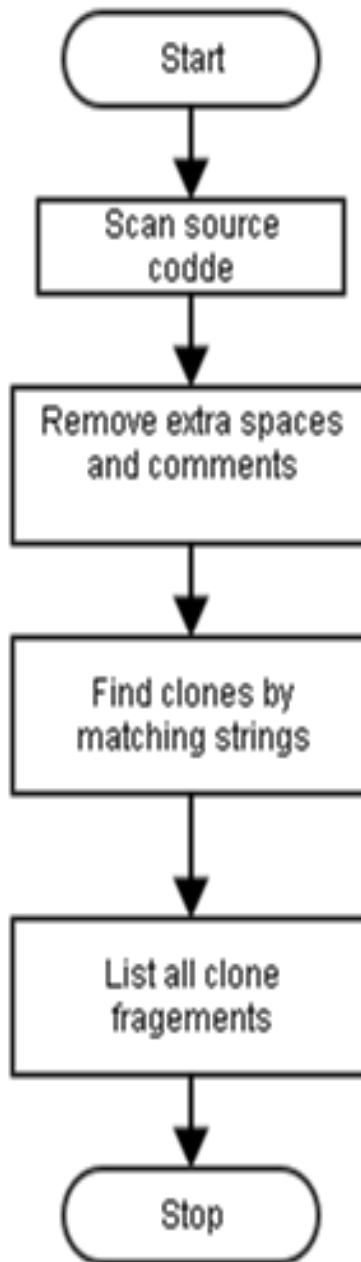 Start
Scan source
codde
Remove extra spaces
and comments
Find clones by
matching strings
List all clone
fragements
Stop